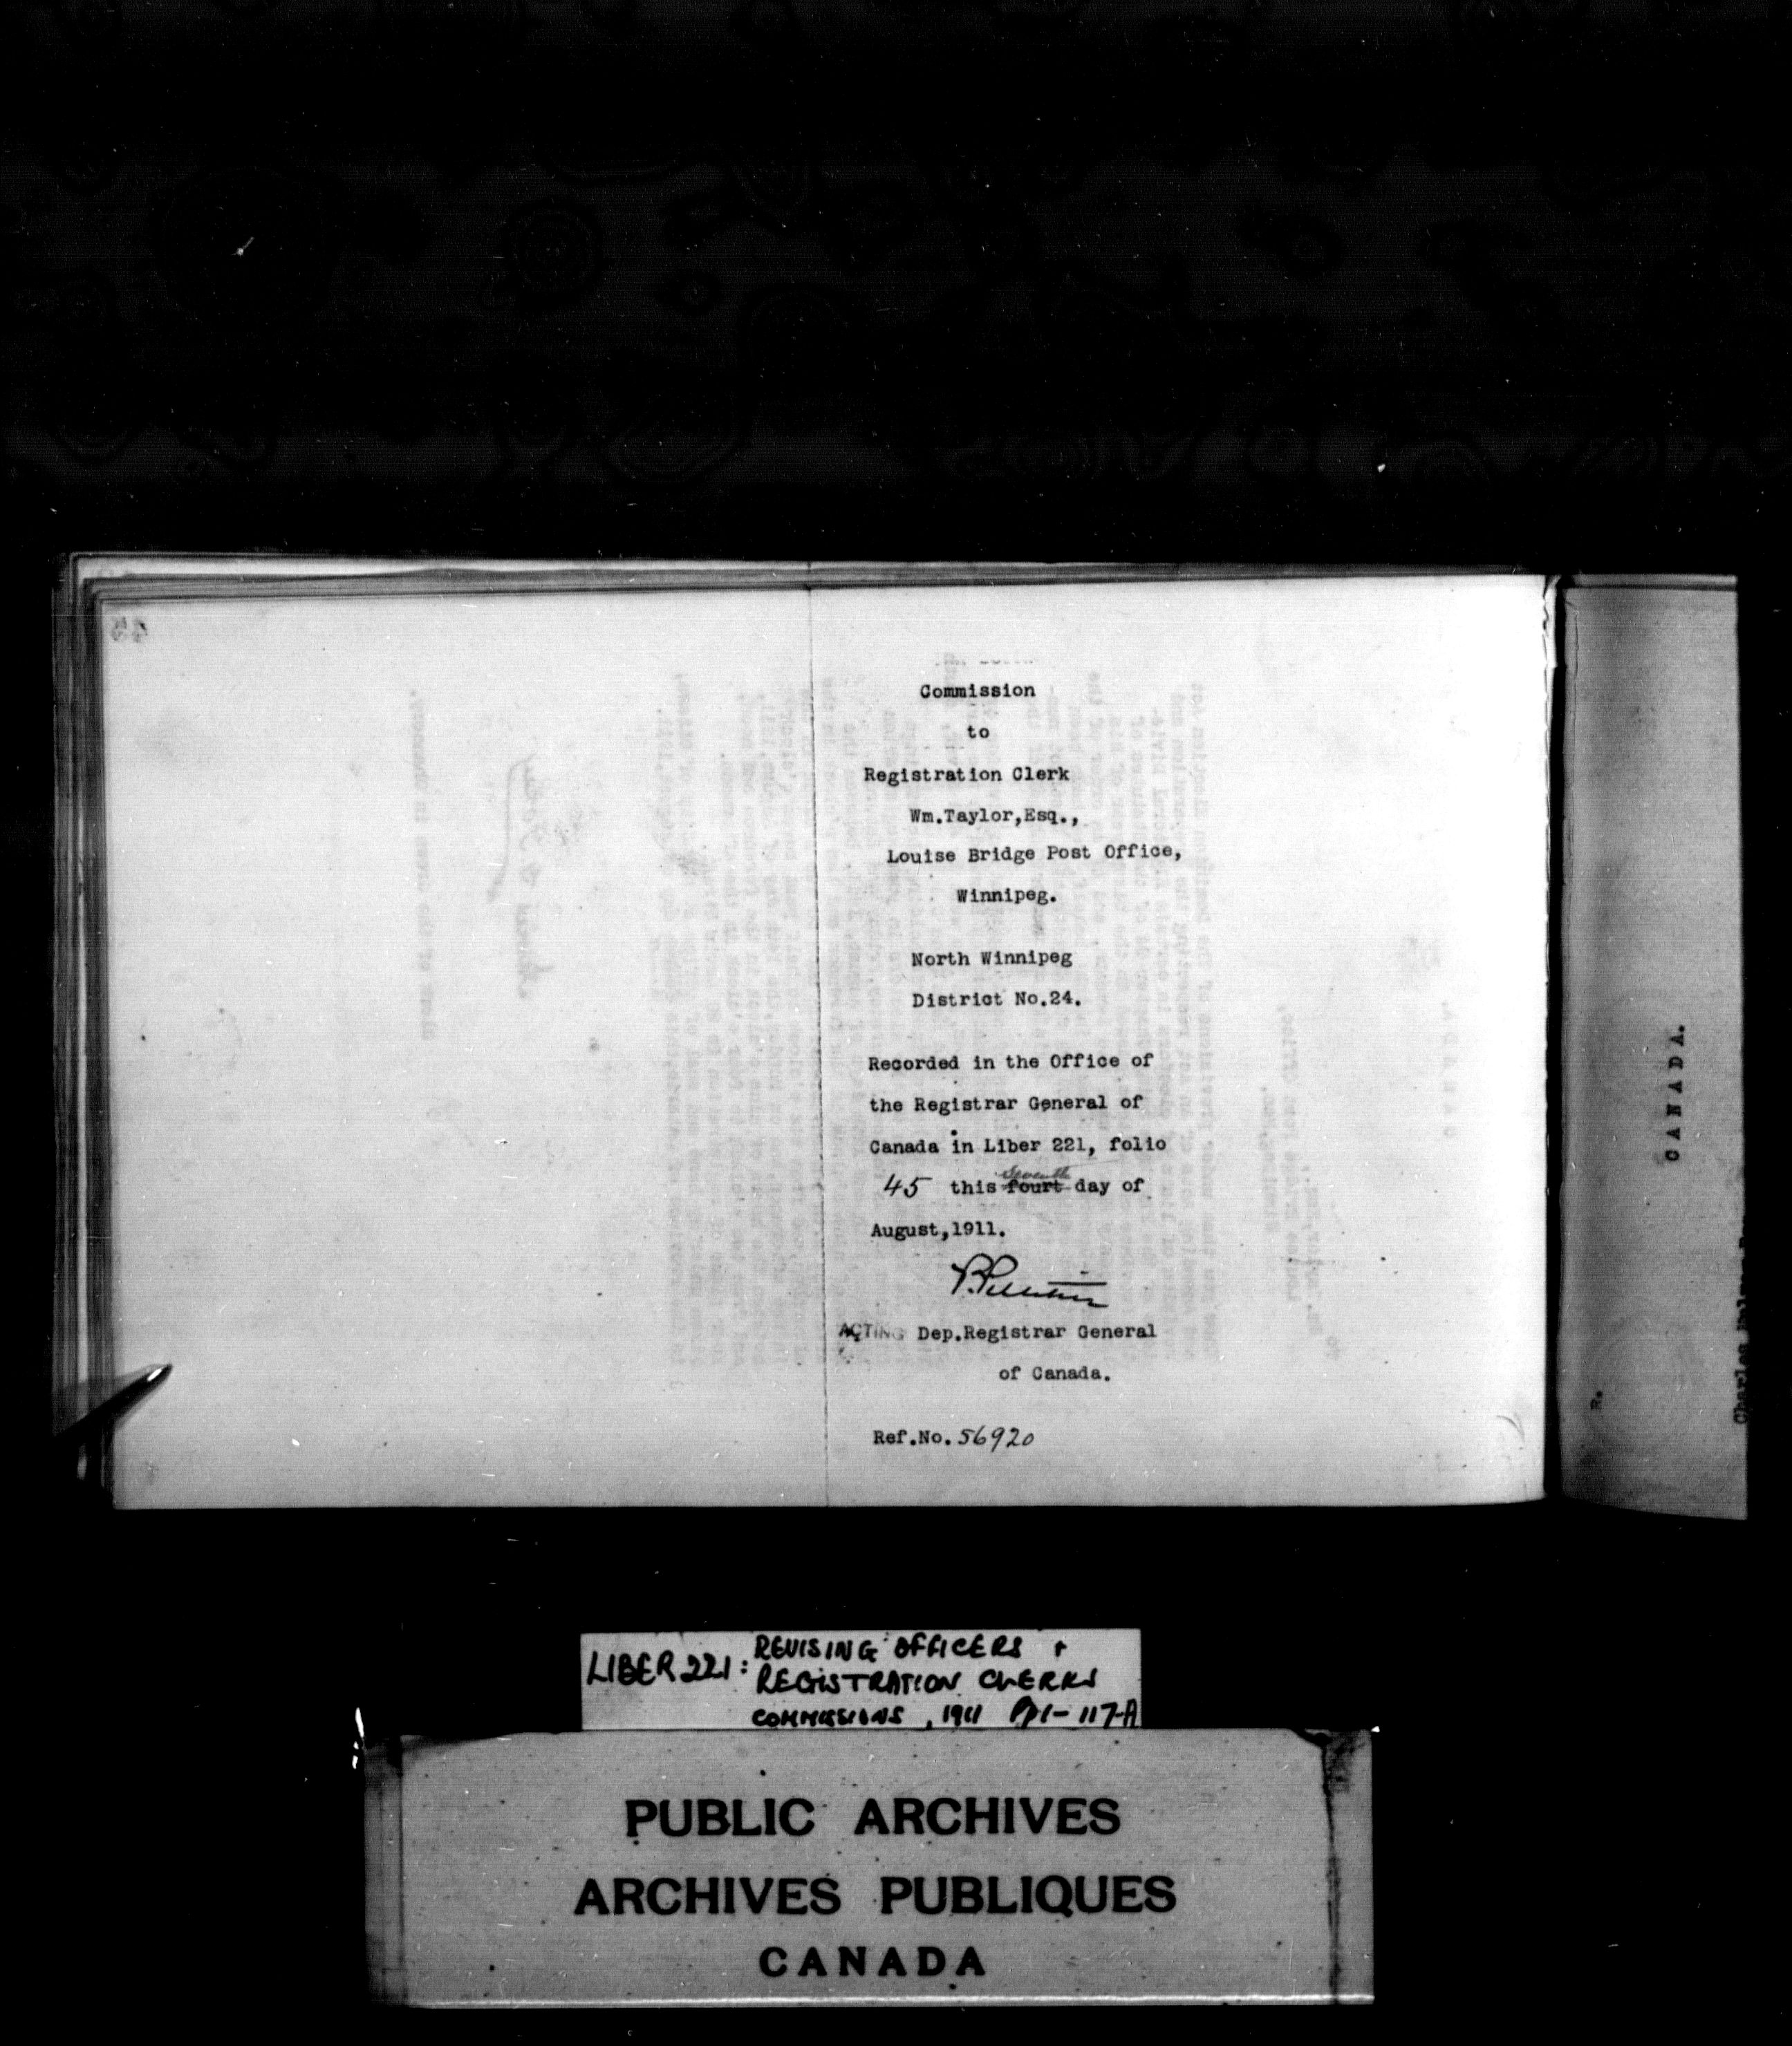 Commission
to
Registration Clerk
Wm.Taylor,Esq.,
Louise Bridge Post Office,
Winnipeg.
North Winnipeg
District No.24.
Recorded in the Office of
the Registrar General of
Canada in Liber 221, folio
45 this fourt seventh day of
August,1911.
ACTING Dep.Registrar General
of Canada.
Ref.No. 56920
CANADA.
R.
LIBER 221: REVISING OFFICERS +
REGISTRATION CLERKS
COMMISSIONS, 1911 pp1-117-A
PUBLIC ARCHIVES
ARCHIVES PUBLIQUES
CANADA